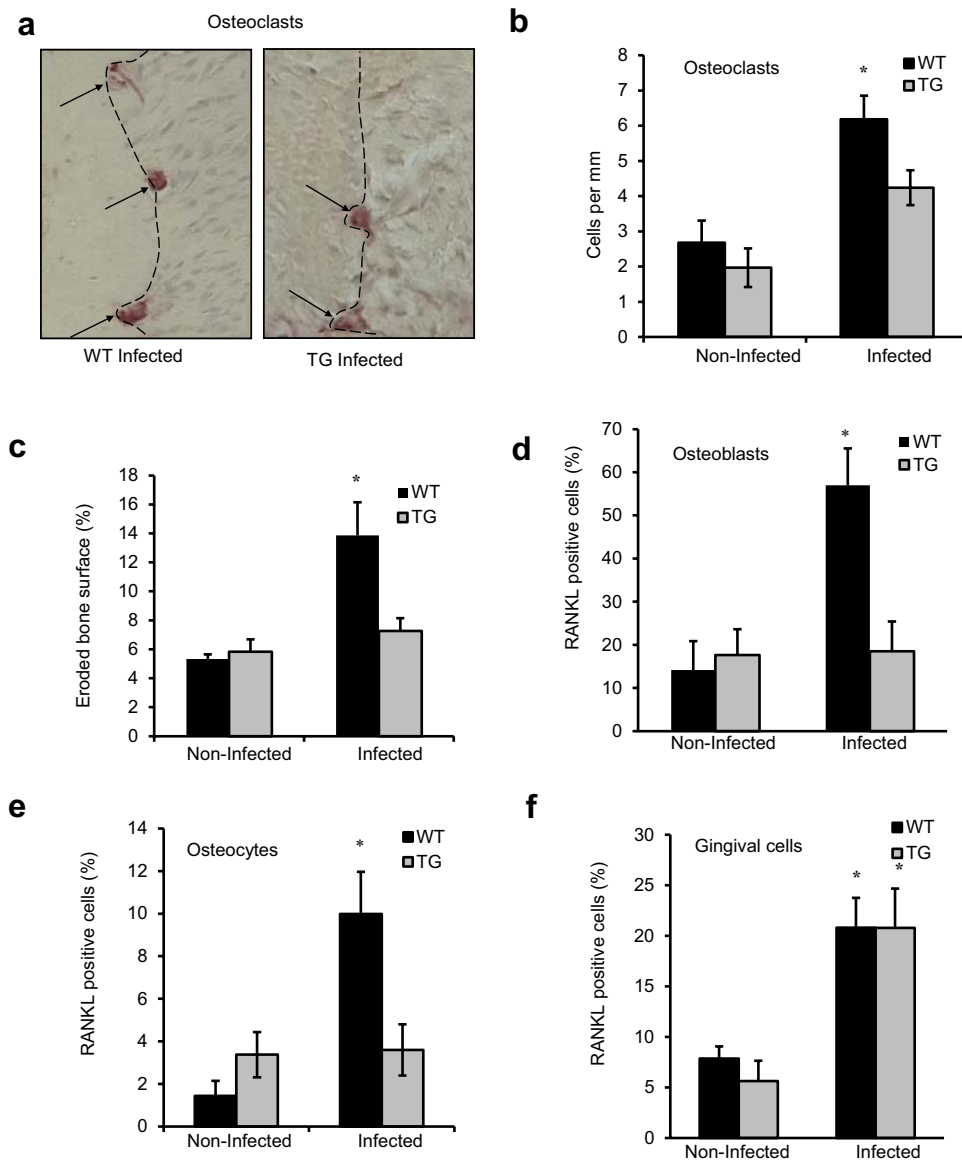 a
Osteoclasts
WT Infected
TG Infected
b
Osteoclasts
WT
TG
*
Cells per mm
8
7
6
5
4
3
2
1
0
Non-Infected
Infected
c
WT
TG
*
Eroded bone surface (%)
18
16
14
12
10
8
6
4
2
0
Non-Infected
Infected
d
Osteoblasts
WT
TG
*
RANKL positive cells (%)
70
60
50
40
30
20
10
0
Non-Infected
Infected
e
Osteocytes
WT
TG
*
RANKL positive cells (%)
14
12
10
8
6
4
2
0
Non-Infected
Infected
f
Gingival cells
WT
TG
* *
RANKL positive cells (%)
30
25
20
15
10
5
0
Non-Infected
Infected